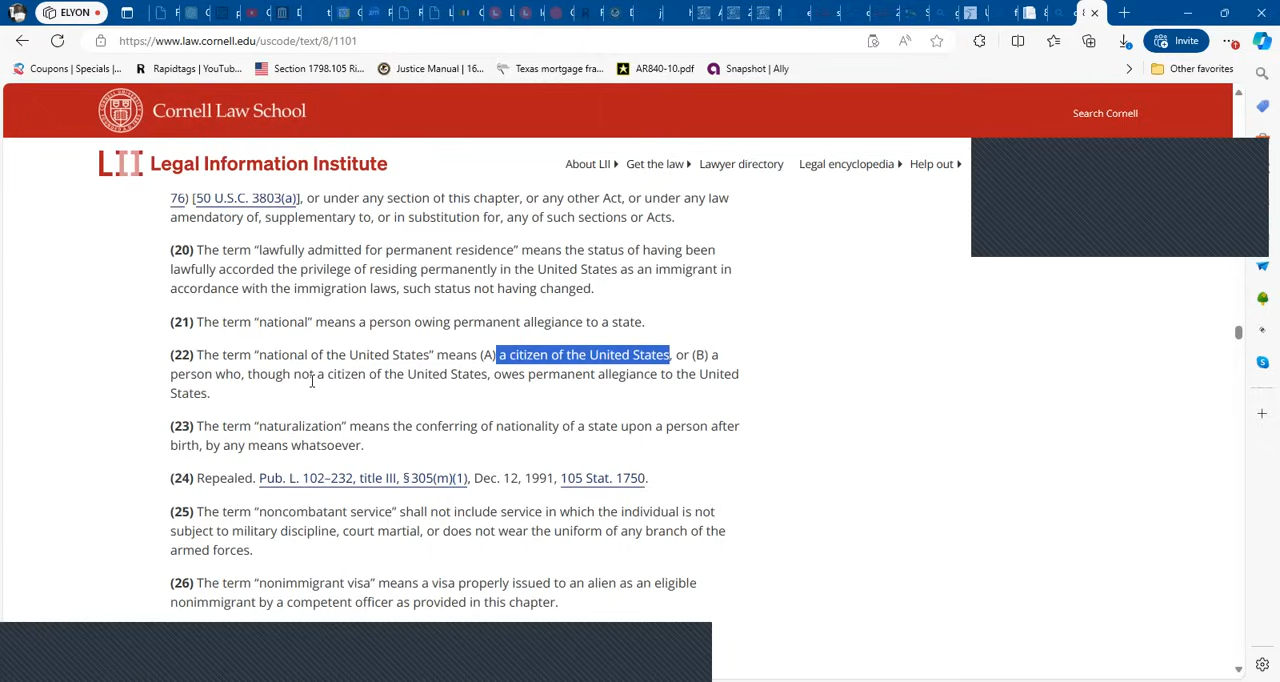 ELYON
https://www.law.cornell.edu/uscode/text/8/1101
Invite
Coupons | Specials |...
Rapidtags | YouTub...
Section 1798.105 Ri...
Justice Manual | 16...
Texas mortgage fra...
AR840-10.pdf
Snapshot | Ally
Other favorites
Cornell Law School
Search Cornell
LII Legal Information Institute
About LII
Get the law
Lawyer directory
Legal encyclopedia
Help out
76) [50 U.S.C. 3803(a)], or under any section of this chapter, or any other Act, or under any law
amendatory of, supplementary to, or in substitution for, any of such sections or Acts.
(20) The term “lawfully admitted for permanent residence” means the status of having been
lawfully accorded the privilege of residing permanently in the United States as an immigrant in
accordance with the immigration laws, such status not having changed.
(21) The term “national” means a person owing permanent allegiance to a state.
(22) The term “national of the United States” means (A) a citizen of the United States, or (B) a
person who, though not a citizen of the United States, owes permanent allegiance to the United
States.
(23) The term “naturalization” means the conferring of nationality of a state upon a person after
birth, by any means whatsoever.
(24) Repealed. Pub. L. 102–232, title III, § 305(m)(1), Dec. 12, 1991, 105 Stat. 1750.
(25) The term “noncombatant service” shall not include service in which the individual is not
subject to military discipline, court martial, or does not wear the uniform of any branch of the
armed forces.
(26) The term “nonimmigrant visa” means a visa properly issued to an alien as an eligible
nonimmigrant by a competent officer as provided in this chapter.